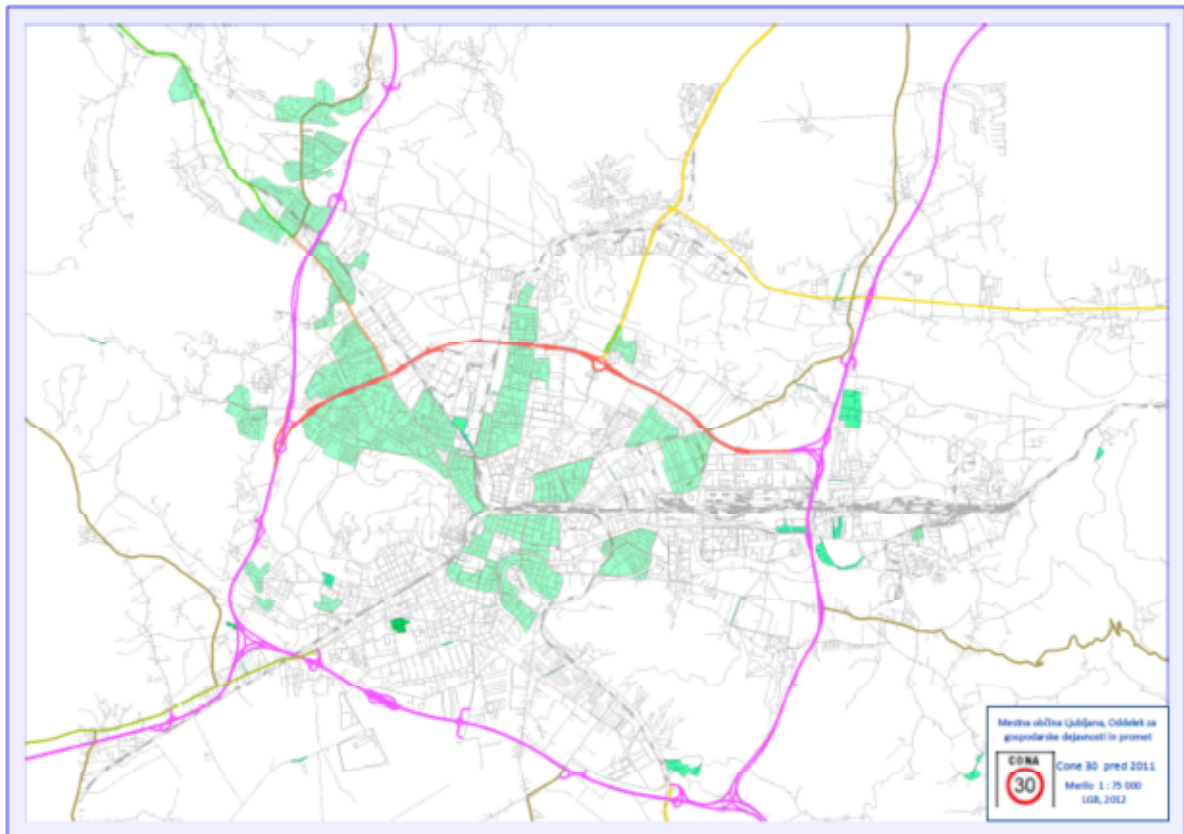 Mestna občina Ljubljana, Oddelek za
gospodarske dejavnosti in promet
CONA
30
Cone 30 pred 2011
Merilo 1 : 75 000
LGB, 2012